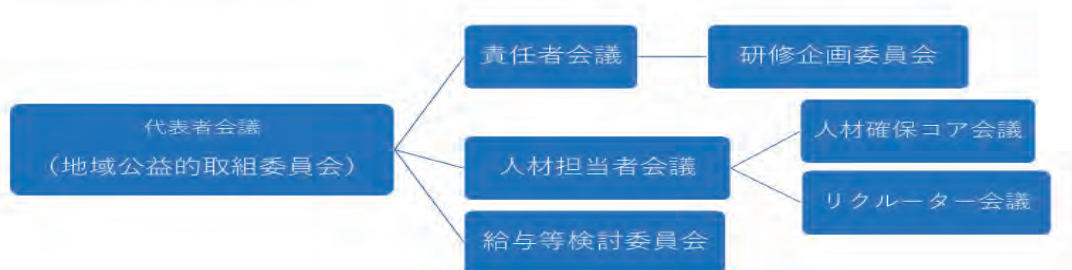 代表者会議
（地域公益的取組委員会）
責任者会議
研修企画委員会
人材担当者会議
人材確保コア会議
リクルーター会議
給与等検討委員会